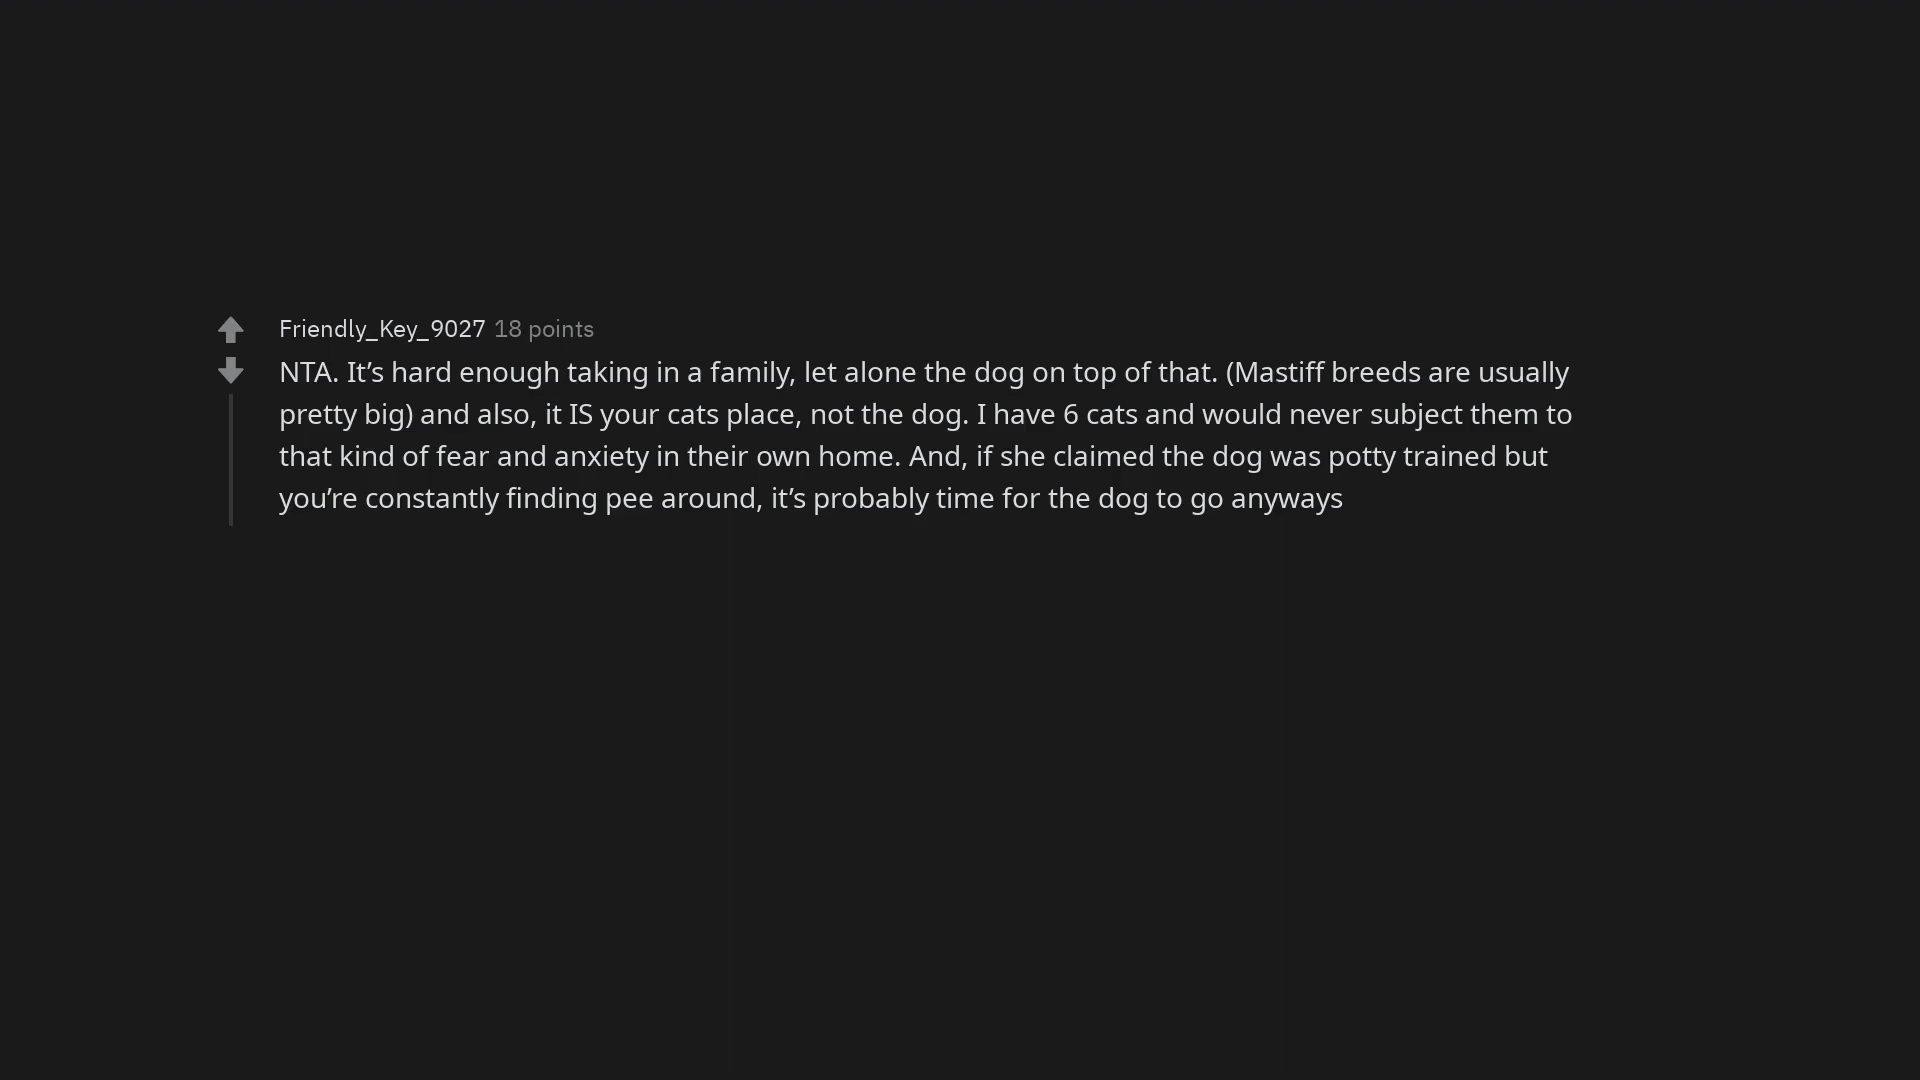 Friendly_Key_9027 18 points
NTA. It’s hard enough taking in a family, let alone the dog on top of that. (Mastiff breeds are usually
pretty big) and also, it IS your cats place, not the dog. I have 6 cats and would never subject them to
that kind of fear and anxiety in their own home. And, if she claimed the dog was potty trained but
you’re constantly finding pee around, it’s probably time for the dog to go anyways